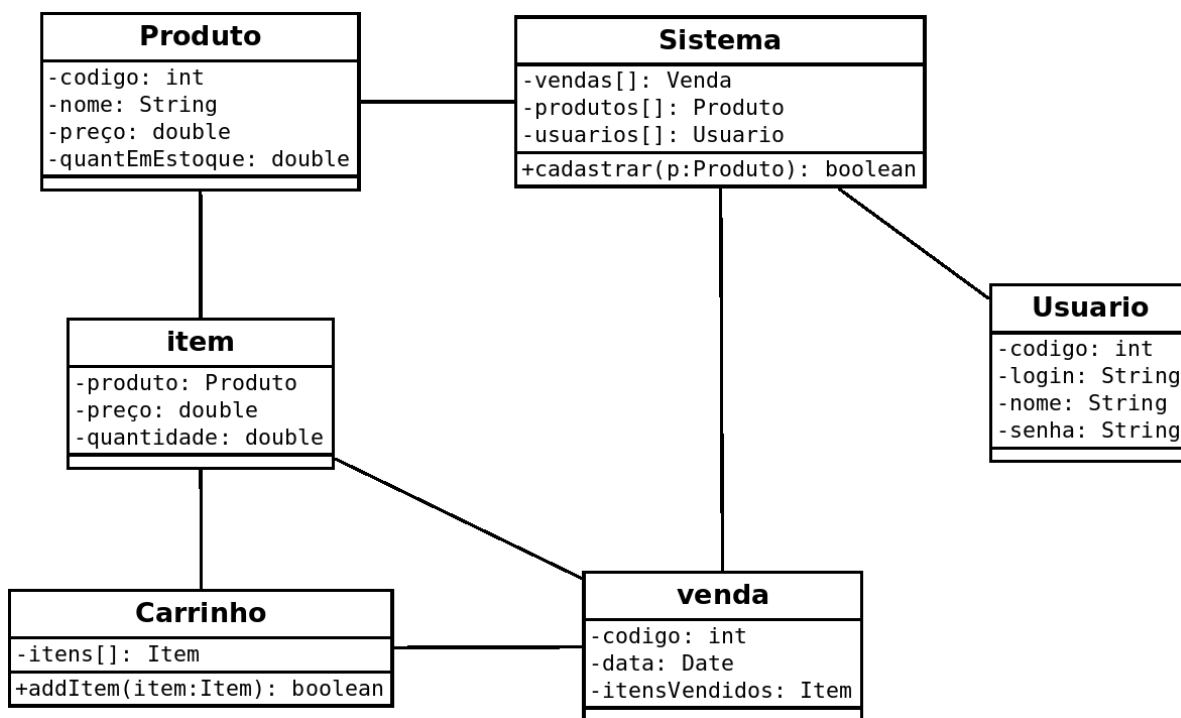 Produto
-codigo: int
-nome: String
-preço: double
-quantEmEstoque: double
Sistema
-vendas[]: Venda
-produtos[]: Produto
-usuarios[]: Usuario
+cadastrar(p:Produto): boolean
Usuario
-codigo: int
-login: String
-nome: String
-senha: String
item
-produto: Produto
-preço: double
-quantidade: double
Carrinho
-itens[]: Item
+addItem(item:Item): boolean
venda
-codigo: int
-data: Date
-itensVendidos: Item